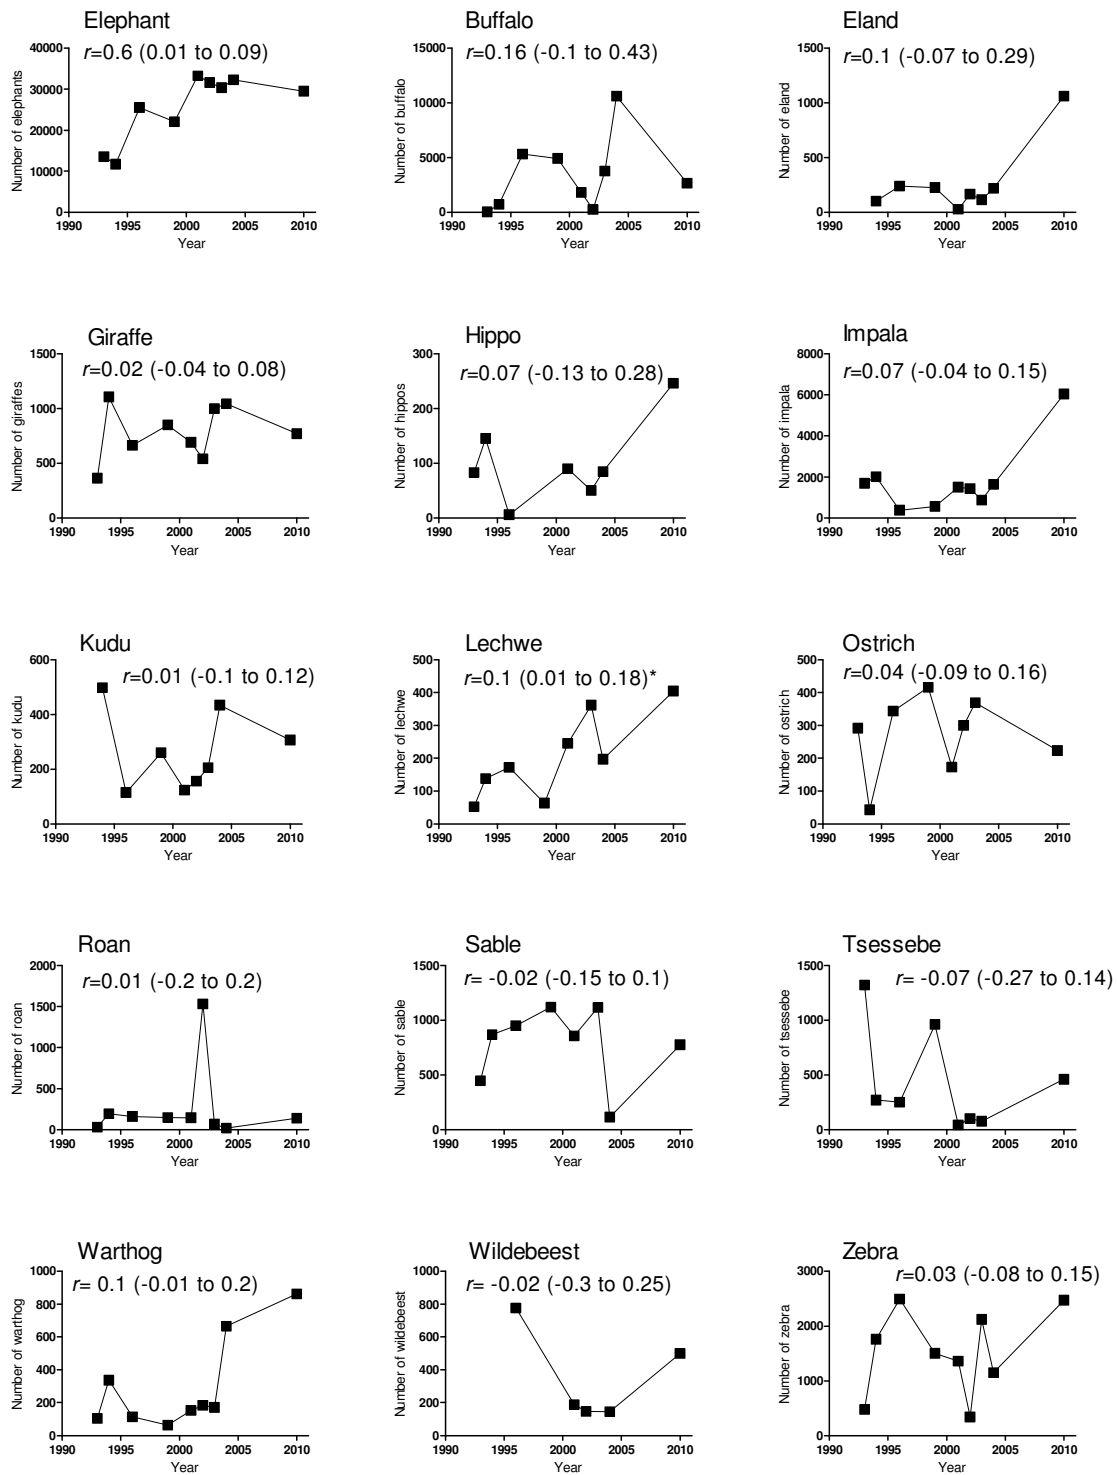 Elephant
r=0.6 (0.01 to 0.09)
40000
30000
20000
10000
0
Number of elephants
1990 1995 2000 2005 2010
Year
Buffalo
r=0.16 (-0.1 to 0.43)
15000
10000
5000
0
Number of buffalo
1990 1995 2000 2005 2010
Year
Eland
r=0.1 (-0.07 to 0.29)
1500
1000
500
0
Number of eland
1990 1995 2000 2005 2010
Year
Giraffe
r=0.02 (-0.04 to 0.08)
1500
1000
500
0
Number of giraffes
1990 1995 2000 2005 2010
Year
Hippo
r=0.07 (-0.13 to 0.28)
300
200
100
0
Number of hippos
1990 1995 2000 2005 2010
Year
Impala
r=0.07 (-0.04 to 0.15)
8000
6000
4000
2000
0
Number of impala
1990 1995 2000 2005 2010
Year
Kudu
r=0.01 (-0.1 to 0.12)
600
400
200
0
Number of kudu
1990 1995 2000 2005 2010
Year
Lechwe
r=0.1 (0.01 to 0.18)*
500
400
300
200
100
0
Number of lechwe
1990 1995 2000 2005 2010
Year
Ostrich
r=0.04 (-0.09 to 0.16)
500
400
300
200
100
0
Number of ostrich
1990 1995 2000 2005 2010
Year
Roan
r=0.01 (-0.2 to 0.2)
2000
1500
1000
500
0
Number of roan
1990 1995 2000 2005 2010
Year
Sable
r= -0.02 (-0.15 to 0.1)
1500
1000
500
0
Number of sable
1990 1995 2000 2005 2010
Year
Tsessebe
r= -0.07 (-0.27 to 0.14)
1500
1000
500
0
Number of tsessebe
1990 1995 2000 2005 2010
Year
Warthog
r= 0.1 (-0.01 to 0.2)
1000
800
600
400
200
0
Number of warthog
1990 1995 2000 2005 2010
Year
Wildebeest
r= -0.02 (-0.3 to 0.25)
1000
800
600
400
200
0
Number of wildebeest
1990 1995 2000 2005 2010
Year
Zebra
r=0.03 (-0.08 to 0.15)
3000
2000
1000
0
Number of zebra
1990 1995 2000 2005 2010
Year